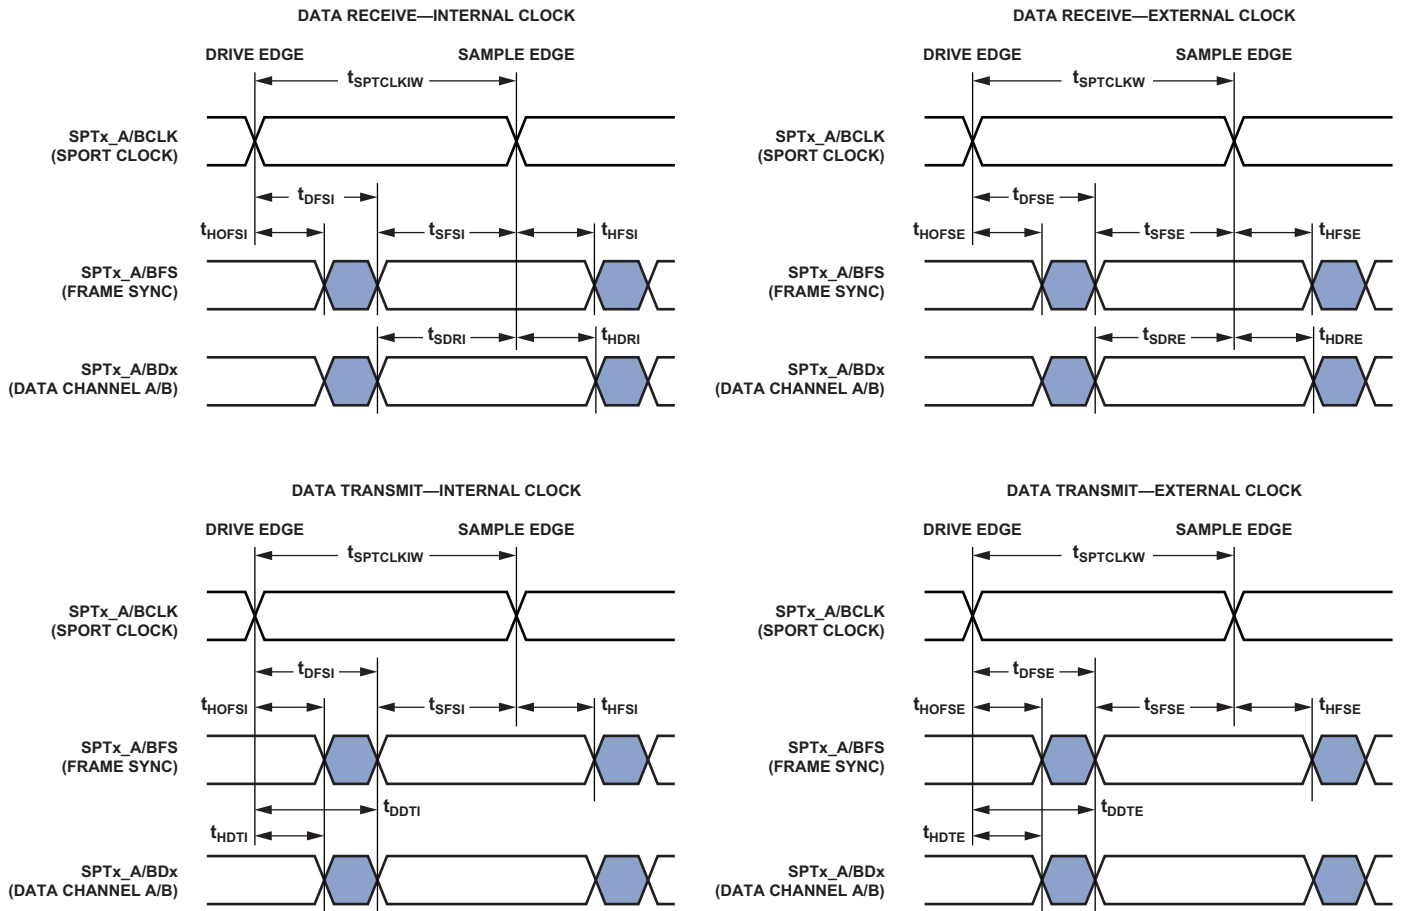 DATA RECEIVE—INTERNAL CLOCK
DRIVE EDGE
SAMPLE EDGE
tSPTCLKIW
SPTx_A/BCLK
(SPORT CLOCK)
tDFSI
tHOFSI
tSFSI
tHFSI
SPTx_A/BFS
(FRAME SYNC)
tSDRI
tHDRI
SPTx_A/BDx
(DATA CHANNEL A/B)
DATA RECEIVE—EXTERNAL CLOCK
DRIVE EDGE
SAMPLE EDGE
tSPTCLKW
SPTx_A/BCLK
(SPORT CLOCK)
tDFSE
tHOFSE
tSFSE
tHFSE
SPTx_A/BFS
(FRAME SYNC)
tSDRE
tHDRE
SPTx_A/BDx
(DATA CHANNEL A/B)
DATA TRANSMIT—INTERNAL CLOCK
DRIVE EDGE
SAMPLE EDGE
tSPTCLKIW
SPTx_A/BCLK
(SPORT CLOCK)
tDFSI
tHOFSI
tSFSI
tHFSI
SPTx_A/BFS
(FRAME SYNC)
tDDTI
tHDTI
SPTx_A/BDx
(DATA CHANNEL A/B)
DATA TRANSMIT—EXTERNAL CLOCK
DRIVE EDGE
SAMPLE EDGE
tSPTCLKW
SPTx_A/BCLK
(SPORT CLOCK)
tDFSE
tHOFSE
tSFSE
tHFSE
SPTx_A/BFS
(FRAME SYNC)
tDDTE
tHDTE
SPTx_A/BDx
(DATA CHANNEL A/B)